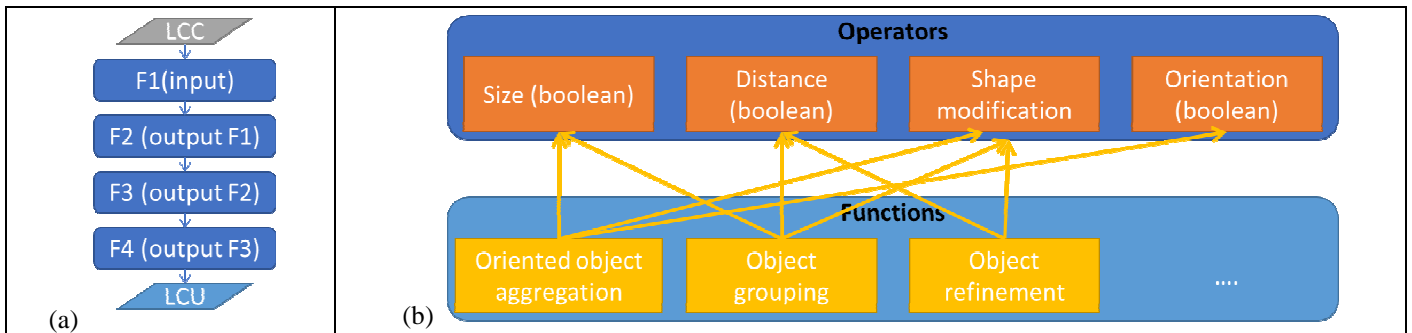 LCC
F1(input)
F2 (output F1)
F3 (output F2)
F4 (output F3)
LCU
(a)
Operators
Size (boolean)
Distance
(boolean)
Shape
modification
Orientation
(boolean)
Functions
Oriented object
aggregation
Object
grouping
Object
refinement
....
(b)